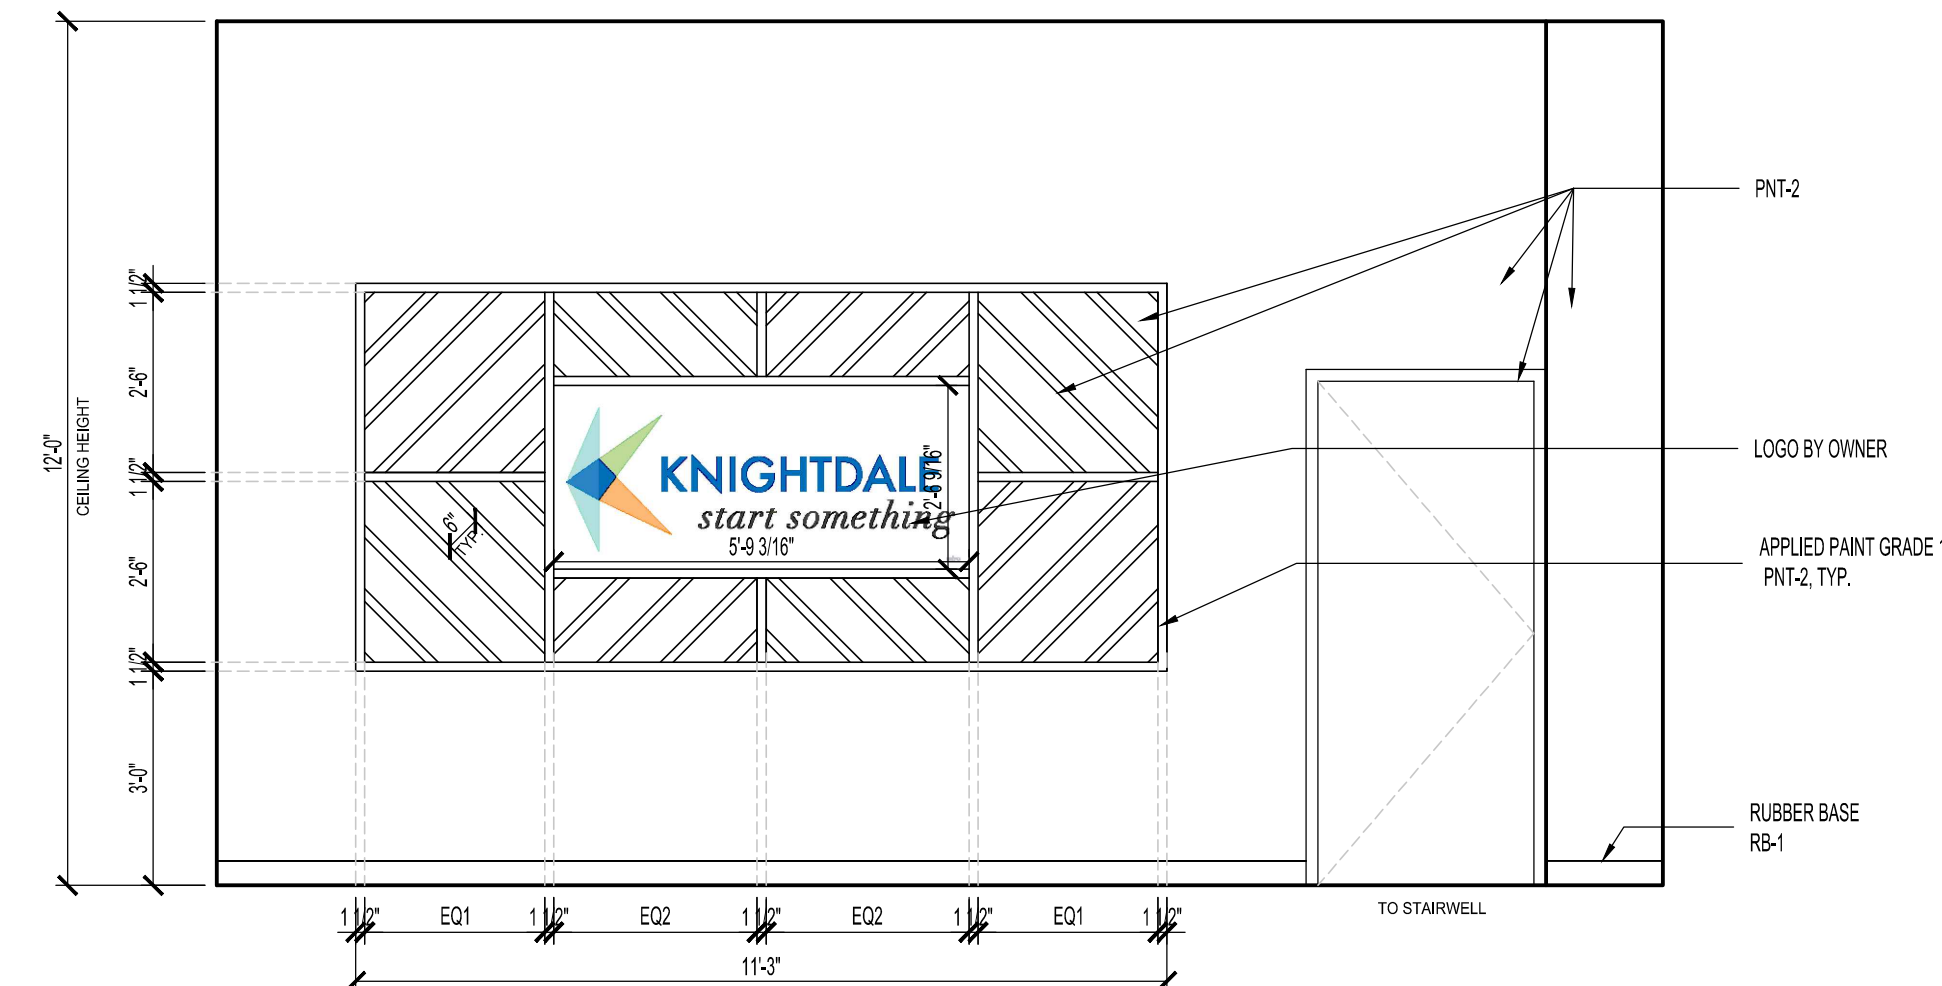 PNT-2
1 1/2"
2'-6"
12'-0"
CEILING HEIGHT
1 1/2"
KNIGHTDALE
start something
2'-6 9/16"
5'-9 3/16"
6"
TYP.
LOGO BY OWNER
APPLIED PAINT GRADE
PNT-2, TYP.
2'-6"
1 1/2"
3'-0"
RUBBER BASE
RB-1
TO STAIRWELL
1 1/2" EQ1 1 1/2" EQ2 1 1/2" EQ2 1 1/2" EQ1 1 1/2"
11'-3"